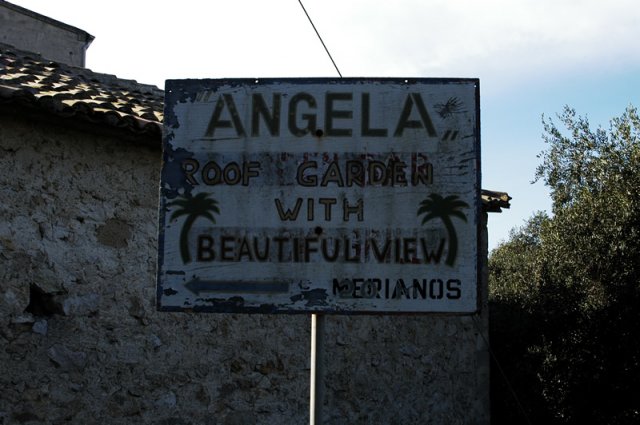 "ANGELA"
ROOF GARDEN
WITH
BEAUTIFUL VIEW
MERIANOS